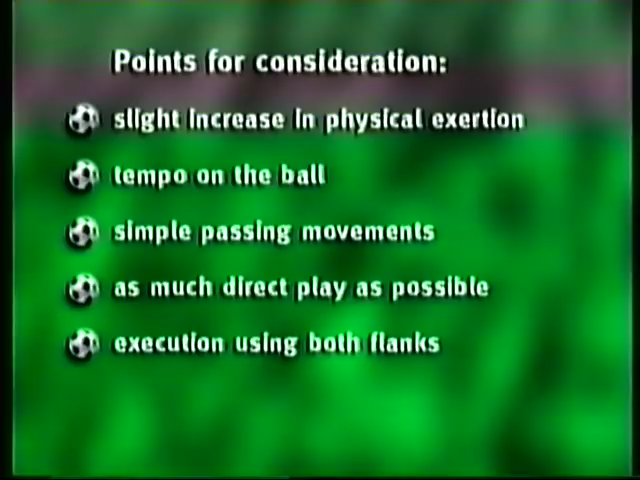 Points for consideration:
slight increase in physical exertion
tempo on the ball
simple passing movements
as much direct play as possible
execution using both flanks